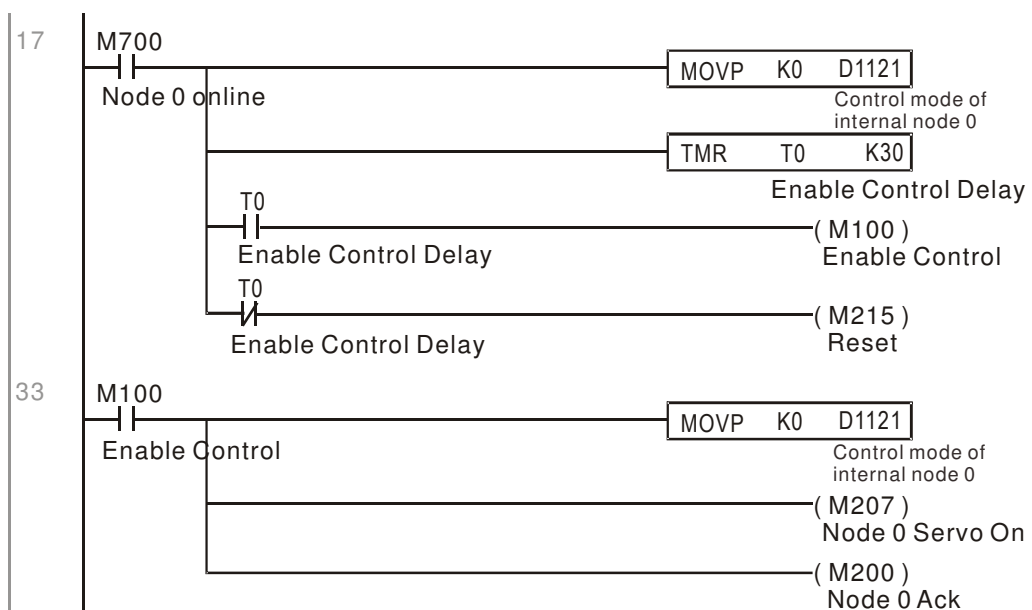 17
M700
MOVP K0 D1121
Node 0 online
Control mode of
internal node 0
TMR T0 K30
Enable Control Delay
T0
( M100 )
Enable Control Delay
Enable Control
T0
( M215 )
Enable Control Delay
Reset
33
M100
MOVP K0 D1121
Enable Control
Control mode of
internal node 0
( M207 )
Node 0 Servo On
( M200 )
Node 0 Ack